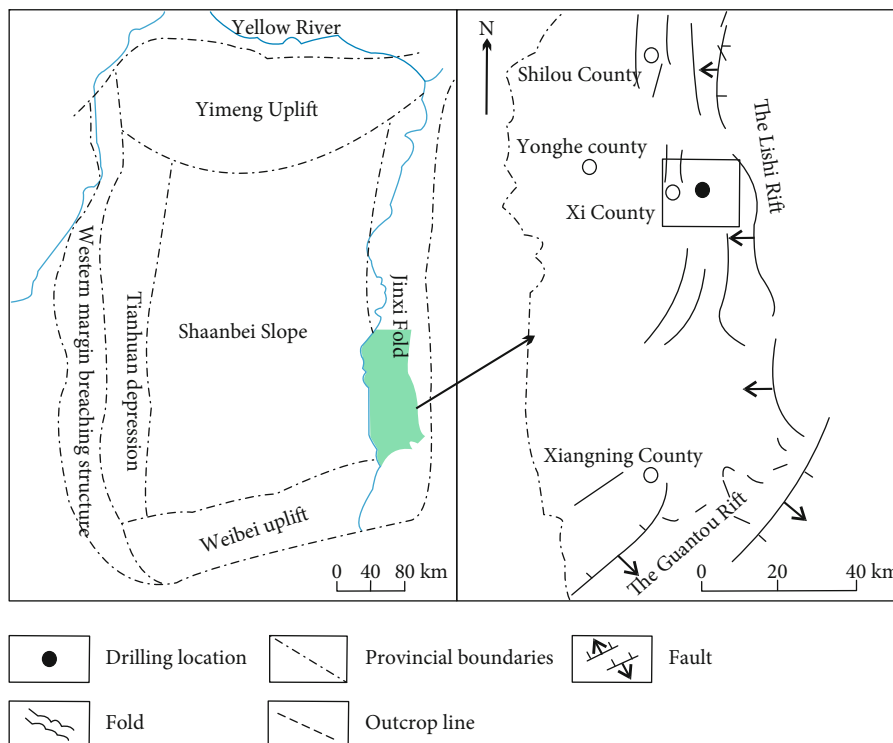 Yellow River
Yimeng Uplift
Western margin breaching structure
Tianhuan depression
Shaanbei Slope
Jinxi Fold
Weibei uplift
0 40 80 km
N
Shilou County
The Lishi Rift
Yonghe county
Xi County
Xiangning County
The Guantou Rift
0 20 40 km
Drilling location
Provincial boundaries
Fault
Fold
Outcrop line